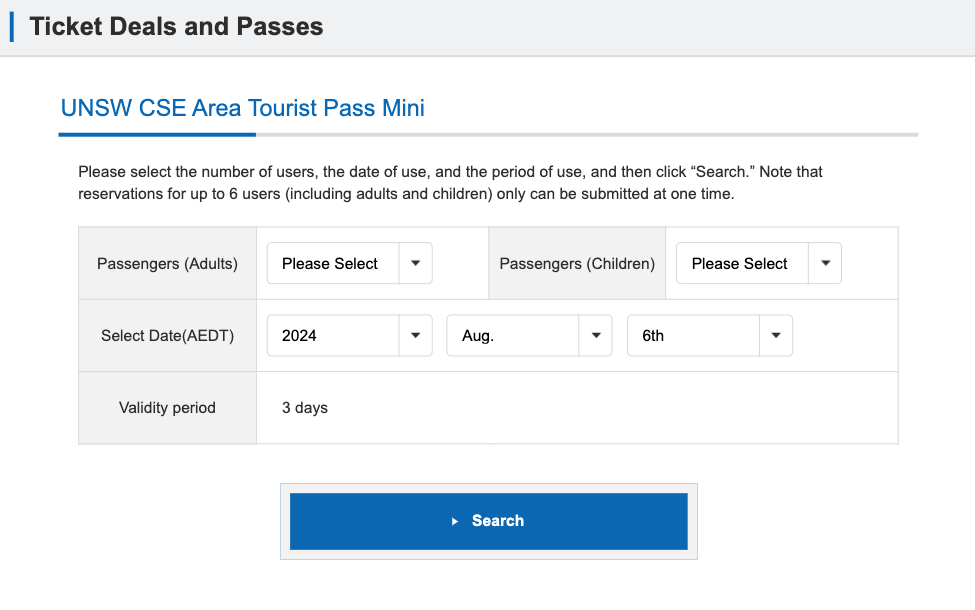 Ticket Deals and Passes
UNSW CSE Area Tourist Pass Mini
Please select the number of users, the date of use, and the period of use, and then click “Search.” Note that
reservations for up to 6 users (including adults and children) only can be submitted at one time.
Passengers (Adults) Please Select Passengers (Children) Please Select
Select Date(AEDT) 2024 Aug. 6th
Validity period 3 days
Search